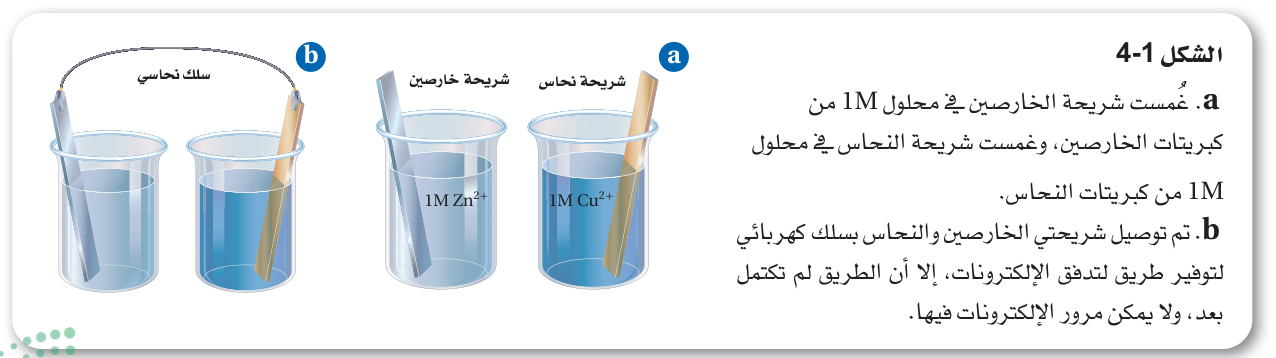 الشكل 1-4
a. غُمست شريحة الخارصين في محلول 1M من
كبريتات الخارصين، وغمست شريحة النحاس في محلول
1M من كبريتات النحاس.
b. تم توصيل شريحتي الخارصين والنحاس بسلك كهربائي
لتوفير طريق لتدفق الإلكترونات، إلا أن الطريق لم تكتمل
بعد، ولا يمكن مرور الإلكترونات فيها.
a
شريحة نحاس
شريحة خارصين
1M Cu²⁺
1M Zn²⁺
b
سلك نحاسي